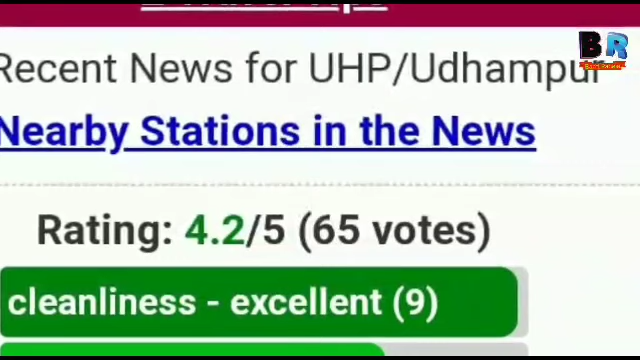 Recent News for UHP/Udhampur
BR
Nearby Stations in the News
Rating: 4.2/5 (65 votes)
cleanliness - excellent (9)